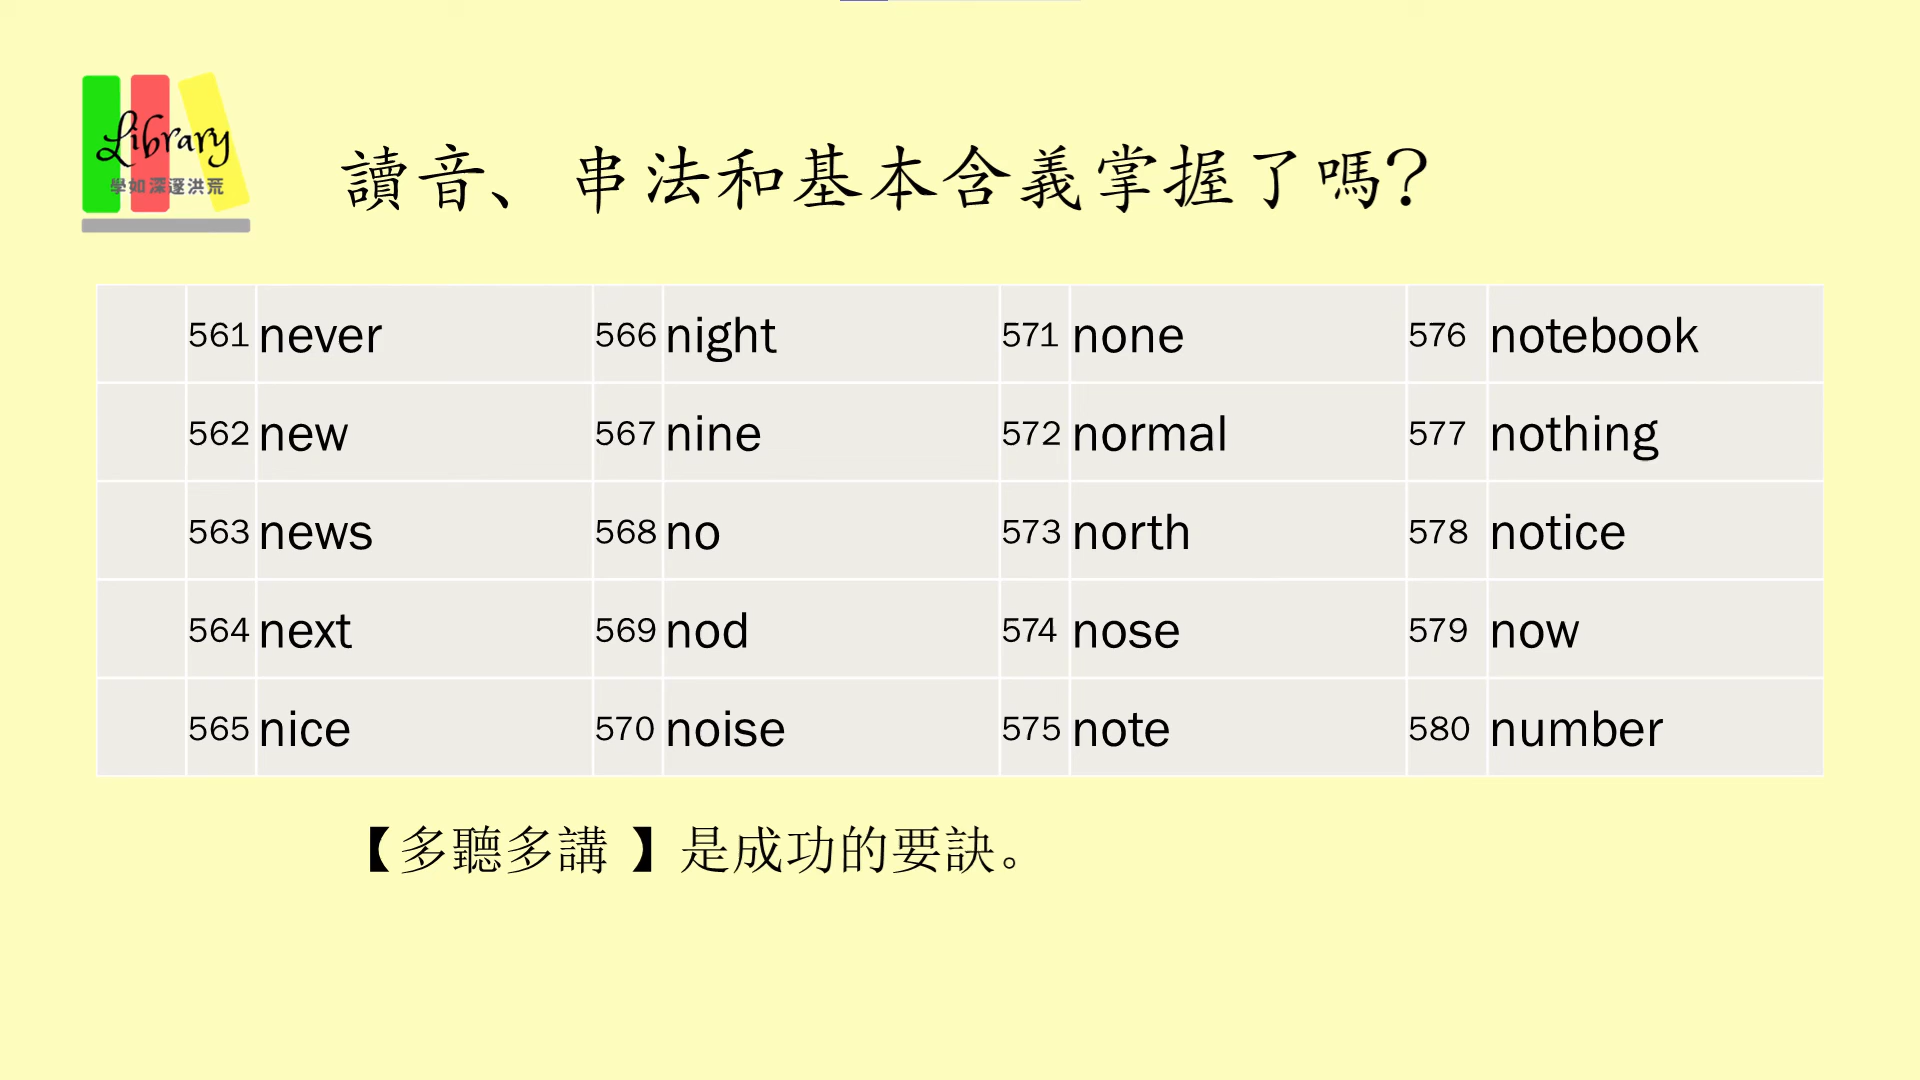 Library
學如深邃洪荒
讀音、串法和基本含義掌握了嗎?
561 never 566 night 571 none 576 notebook
562 new 567 nine 572 normal 577 nothing
563 news 568 no 573 north 578 notice
564 next 569 nod 574 nose 579 now
565 nice 570 noise 575 note 580 number
【多聽多講 】是成功的要訣。